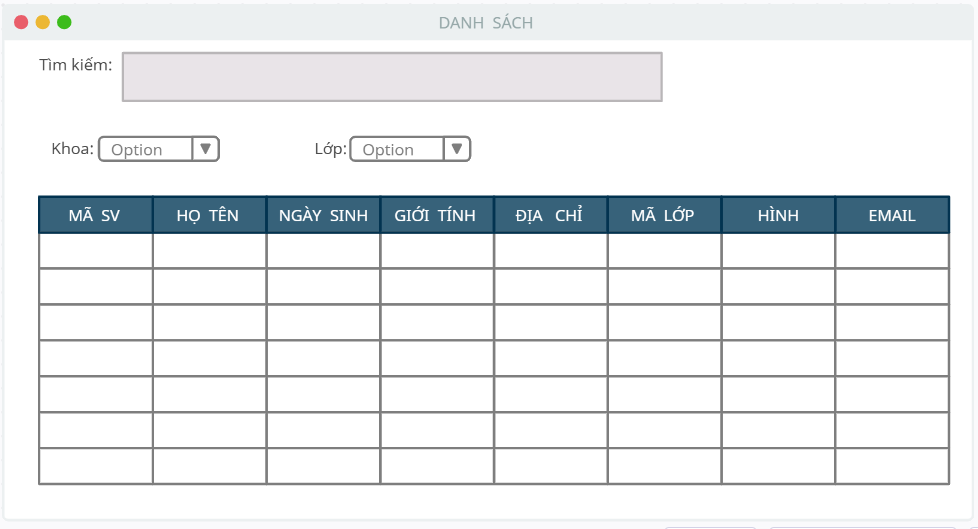 DANH SÁCH
Tìm kiếm:
Khoa: Option Lớp: Option
MÃ SV HỌ TÊN NGÀY SINH GIỚI TÍNH ĐỊA CHỈ MÃ LỚP HÌNH EMAIL